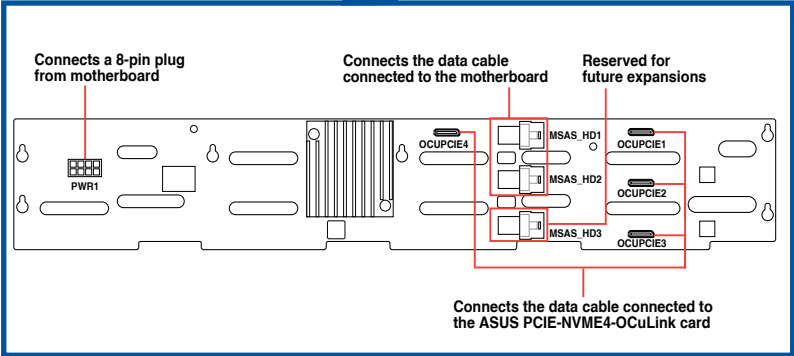 Connects a 8-pin plug
from motherboard
Connects the data cable
connected to the motherboard
Reserved for
future expansions
PWR1
OCUPCIE4
MSAS_HD1
MSAS_HD2
MSAS_HD3
OCUPCIE1
OCUPCIE2
OCUPCIE3
Connects the data cable connected to
the ASUS PCIE-NVME4-OCuLink card